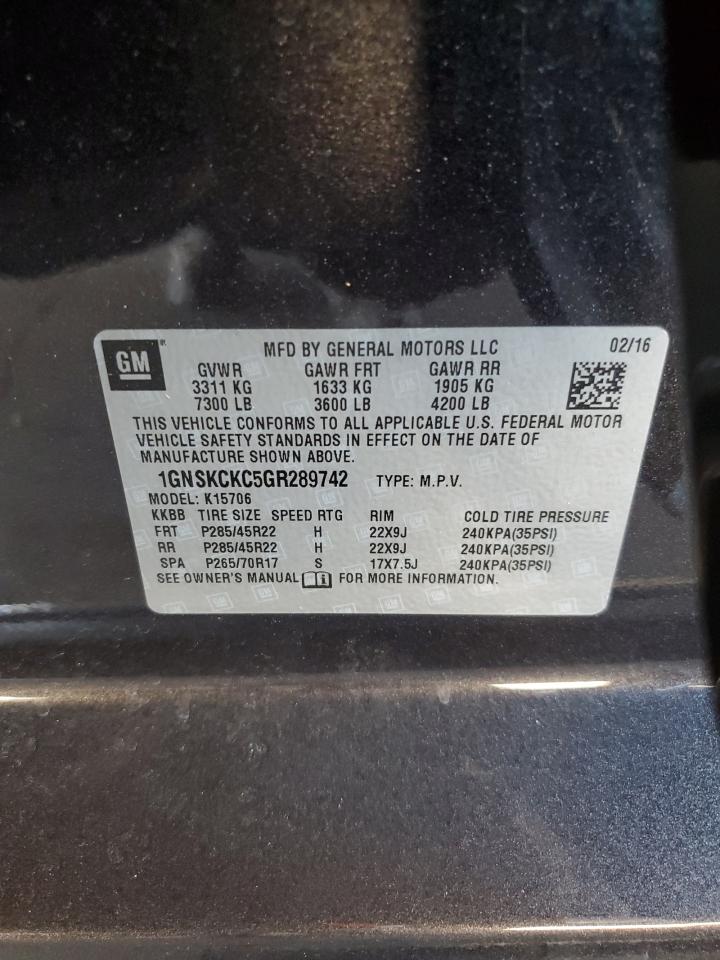 GM MFD BY GENERAL MOTORS LLC 02/16
GVWR GAWR FRT GAWR RR
3311 KG 1633 KG 1905 KG
7300 LB 3600 LB 4200 LB
THIS VEHICLE CONFORMS TO ALL APPLICABLE U.S. FEDERAL MOTOR
VEHICLE SAFETY STANDARDS IN EFFECT ON THE DATE OF
MANUFACTURE SHOWN ABOVE.
1GNSKCKC5GR289742 TYPE: M.P.V.
MODEL: K15706
KKBB TIRE SIZE SPEED RTG RIM COLD TIRE PRESSURE
FRT P285/45R22 H 22X9J 240KPA(35PSI)
RR P285/45R22 H 22X9J 240KPA(35PSI)
SPA P265/70R17 S 17X7.5J 240KPA(35PSI)
SEE OWNER'S MANUAL FOR MORE INFORMATION.